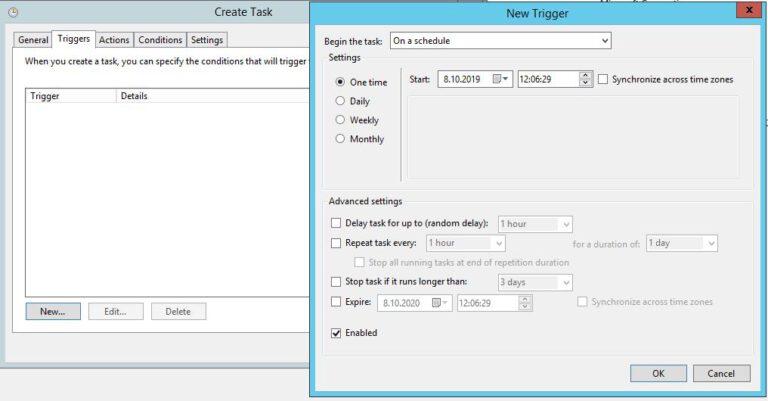 Create Task
General Triggers Actions Conditions Settings
When you create a task, you can specify the conditions that will trigger
Trigger Details
New... Edit... Delete
New Trigger
x
Begin the task: On a schedule
Settings
One time
Daily
Weekly
Monthly
Start: 8.10.2019 12:06:29 Synchronize across time zones
Advanced settings
Delay task for up to (random delay): 1 hour
Repeat task every: 1 hour for a duration of: 1 day
Stop all running tasks at end of repetition duration
Stop task if it runs longer than: 3 days
Expire: 8.10.2020 12:06:29 Synchronize across time zones
Enabled
OK Cancel